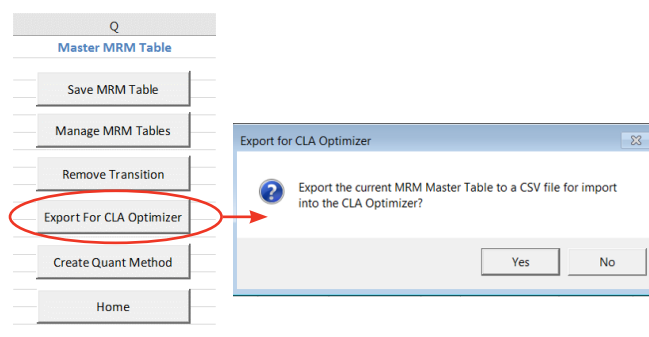 Q
Master MRM Table
Save MRM Table
Manage MRM Tables
Remove Transition
Export For CLA Optimizer
Create Quant Method
Home
Export for CLA Optimizer
Export the current MRM Master Table to a CSV file for import
into the CLA Optimizer?
Yes
No